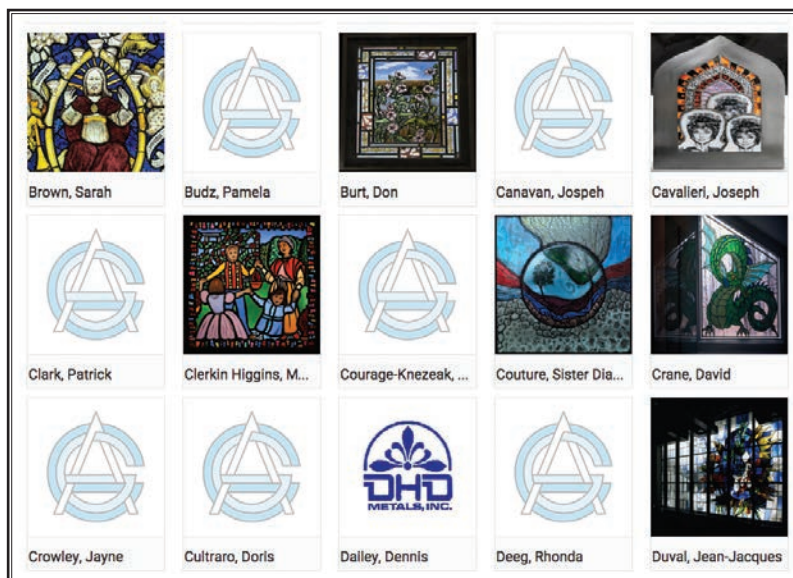 Brown, Sarah
Budz, Pamela
Burt, Don
Canavan, Jospeh
Cavalieri, Joseph
Clark, Patrick
Clerkin Higgins, M...
Courage-Knezeak, ...
Couture, Sister Dia...
Crane, David
Crowley, Jayne
Cultraro, Doris
DHD
METALS, INC.
Dailey, Dennis
Deeg, Rhonda
Duval, Jean-Jacques